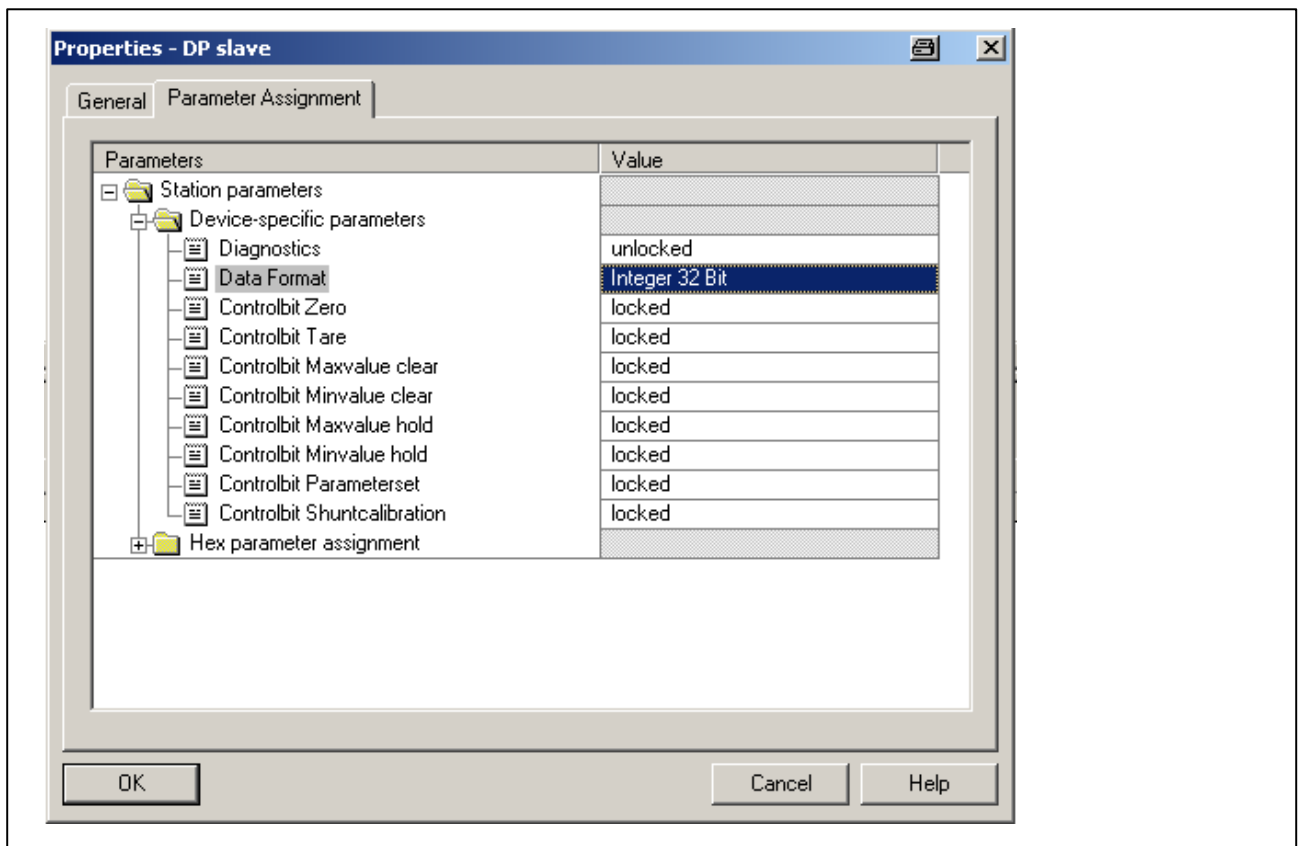 Properties - DP slave
General Parameter Assignment
Parameters Value
Station parameters
Device-specific parameters
Diagnostics unlocked
Data Format Integer 32 Bit
Controlbit Zero locked
Controlbit Tare locked
Controlbit Maxvalue clear locked
Controlbit Minvalue clear locked
Controlbit Maxvalue hold locked
Controlbit Minvalue hold locked
Controlbit Parameterset locked
Controlbit Shuntcalibration locked
Hex parameter assignment
OK Cancel Help